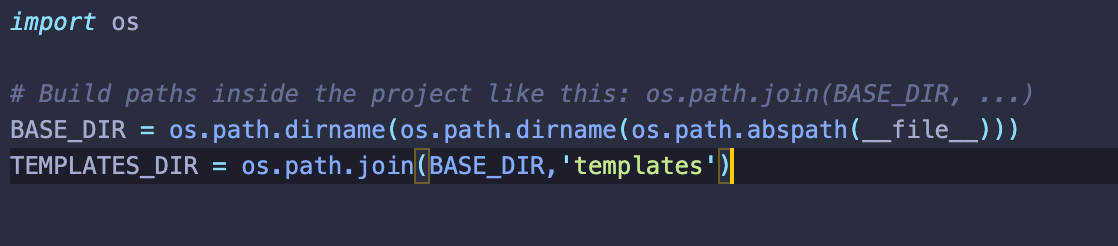 import os
# Build paths inside the project like this: os.path.join(BASE_DIR, ...)
BASE_DIR = os.path.dirname(os.path.dirname(os.path.abspath(__file__)))
TEMPLATES_DIR = os.path.join(BASE_DIR,'templates')